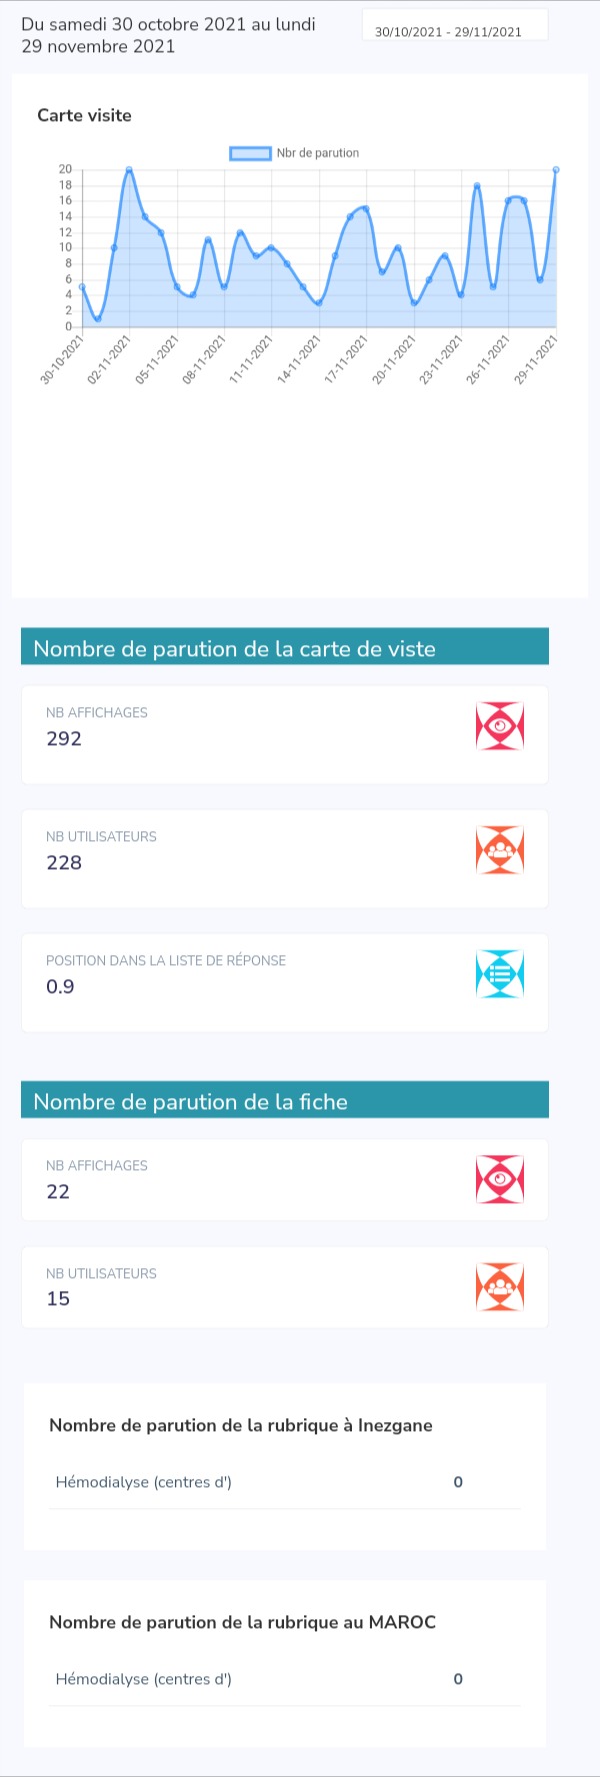 Du samedi 30 octobre 2021 au lundi
29 novembre 2021
30/10/2021 - 29/11/2021
Carte visite
Nbr de parution
20
18
16
14
12
10
8
6
4
2
0
30-10-2021
02-11-2021
05-11-2021
08-11-2021
11-11-2021
14-11-2021
17-11-2021
20-11-2021
23-11-2021
26-11-2021
29-11-2021
Nombre de parution de la carte de viste
NB AFFICHAGES
292
NB UTILISATEURS
228
POSITION DANS LA LISTE DE RÉPONSE
0.9
Nombre de parution de la fiche
NB AFFICHAGES
22
NB UTILISATEURS
15
Nombre de parution de la rubrique à Inezgane
Hémodialyse (centres d') 0
Nombre de parution de la rubrique au MAROC
Hémodialyse (centres d') 0